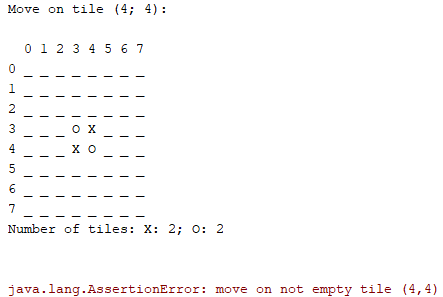 Move on tile (4; 4):
0 1 2 3 4 5 6 7
0 _ _ _ _ _ _ _ _
1 _ _ _ _ _ _ _ _
2 _ _ _ _ _ _ _ _
3 _ _ _ O X _ _ _
4 _ _ _ X O _ _ _
5 _ _ _ _ _ _ _ _
6 _ _ _ _ _ _ _ _
7 _ _ _ _ _ _ _ _
Number of tiles: X: 2; O: 2
java.lang.AssertionError: move on not empty tile (4,4)